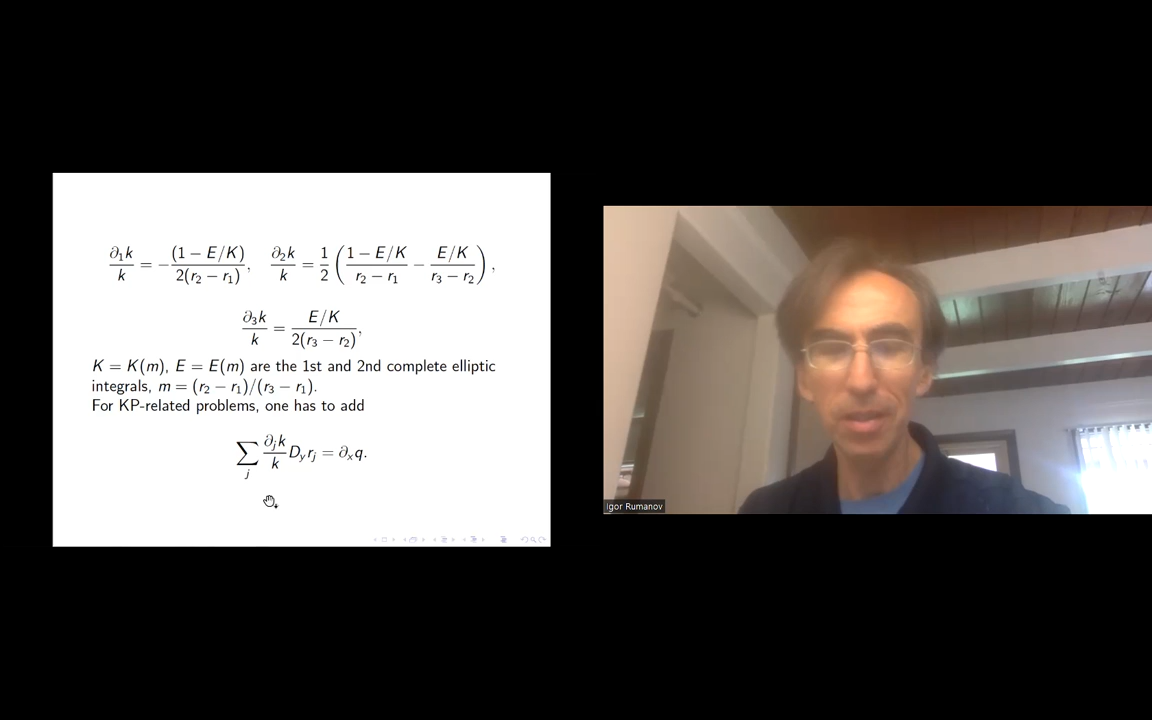 ∂₁k/k = −(1 − E/K)/(2(r₂ − r₁)), ∂₂k/k = 1/2 ((1 − E/K)/(r₂ − r₁) − (E/K)/(r₃ − r₂)),
∂₃k/k = (E/K)/(2(r₃ − r₂)),
K = K(m), E = E(m) are the 1st and 2nd complete elliptic
integrals, m = (r₂ − r₁)/(r₃ − r₁).
For KP-related problems, one has to add
∑ⱼ ∂ⱼk/k D_y rⱼ = ∂ₓq.
Igor Rumanov